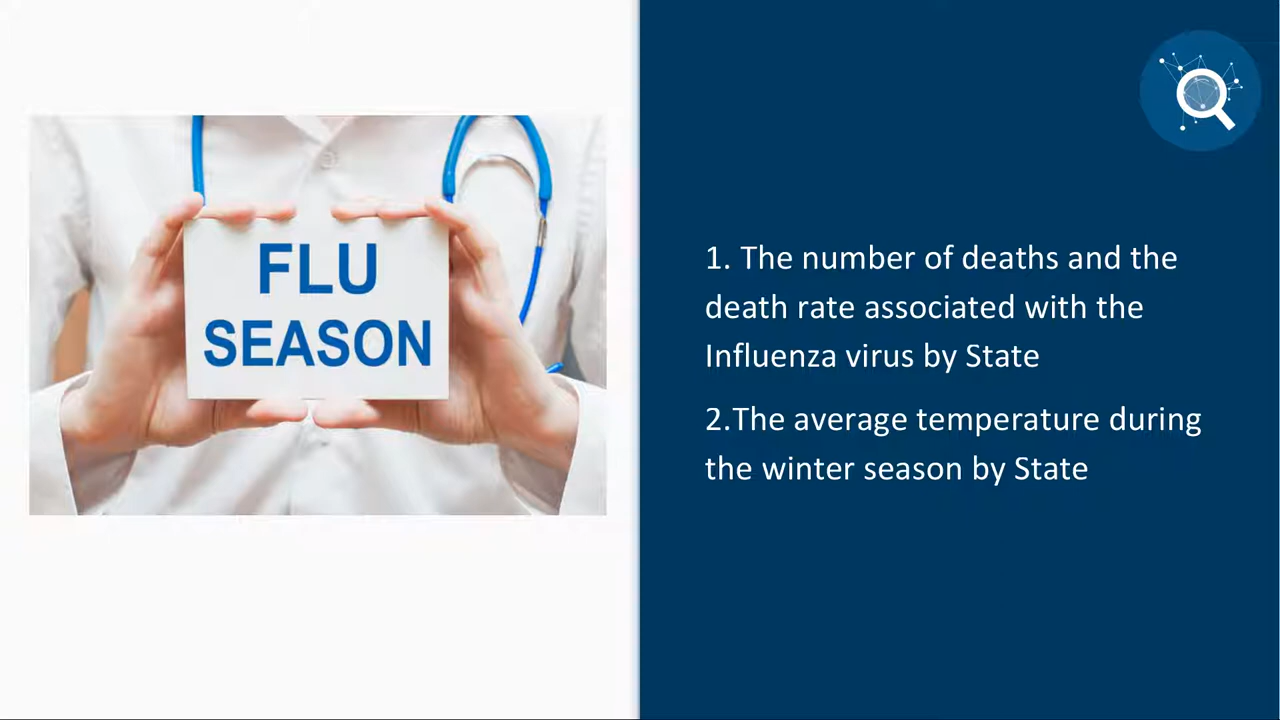 FLU
SEASON
1. The number of deaths and the
death rate associated with the
Influenza virus by State
2.The average temperature during
the winter season by State